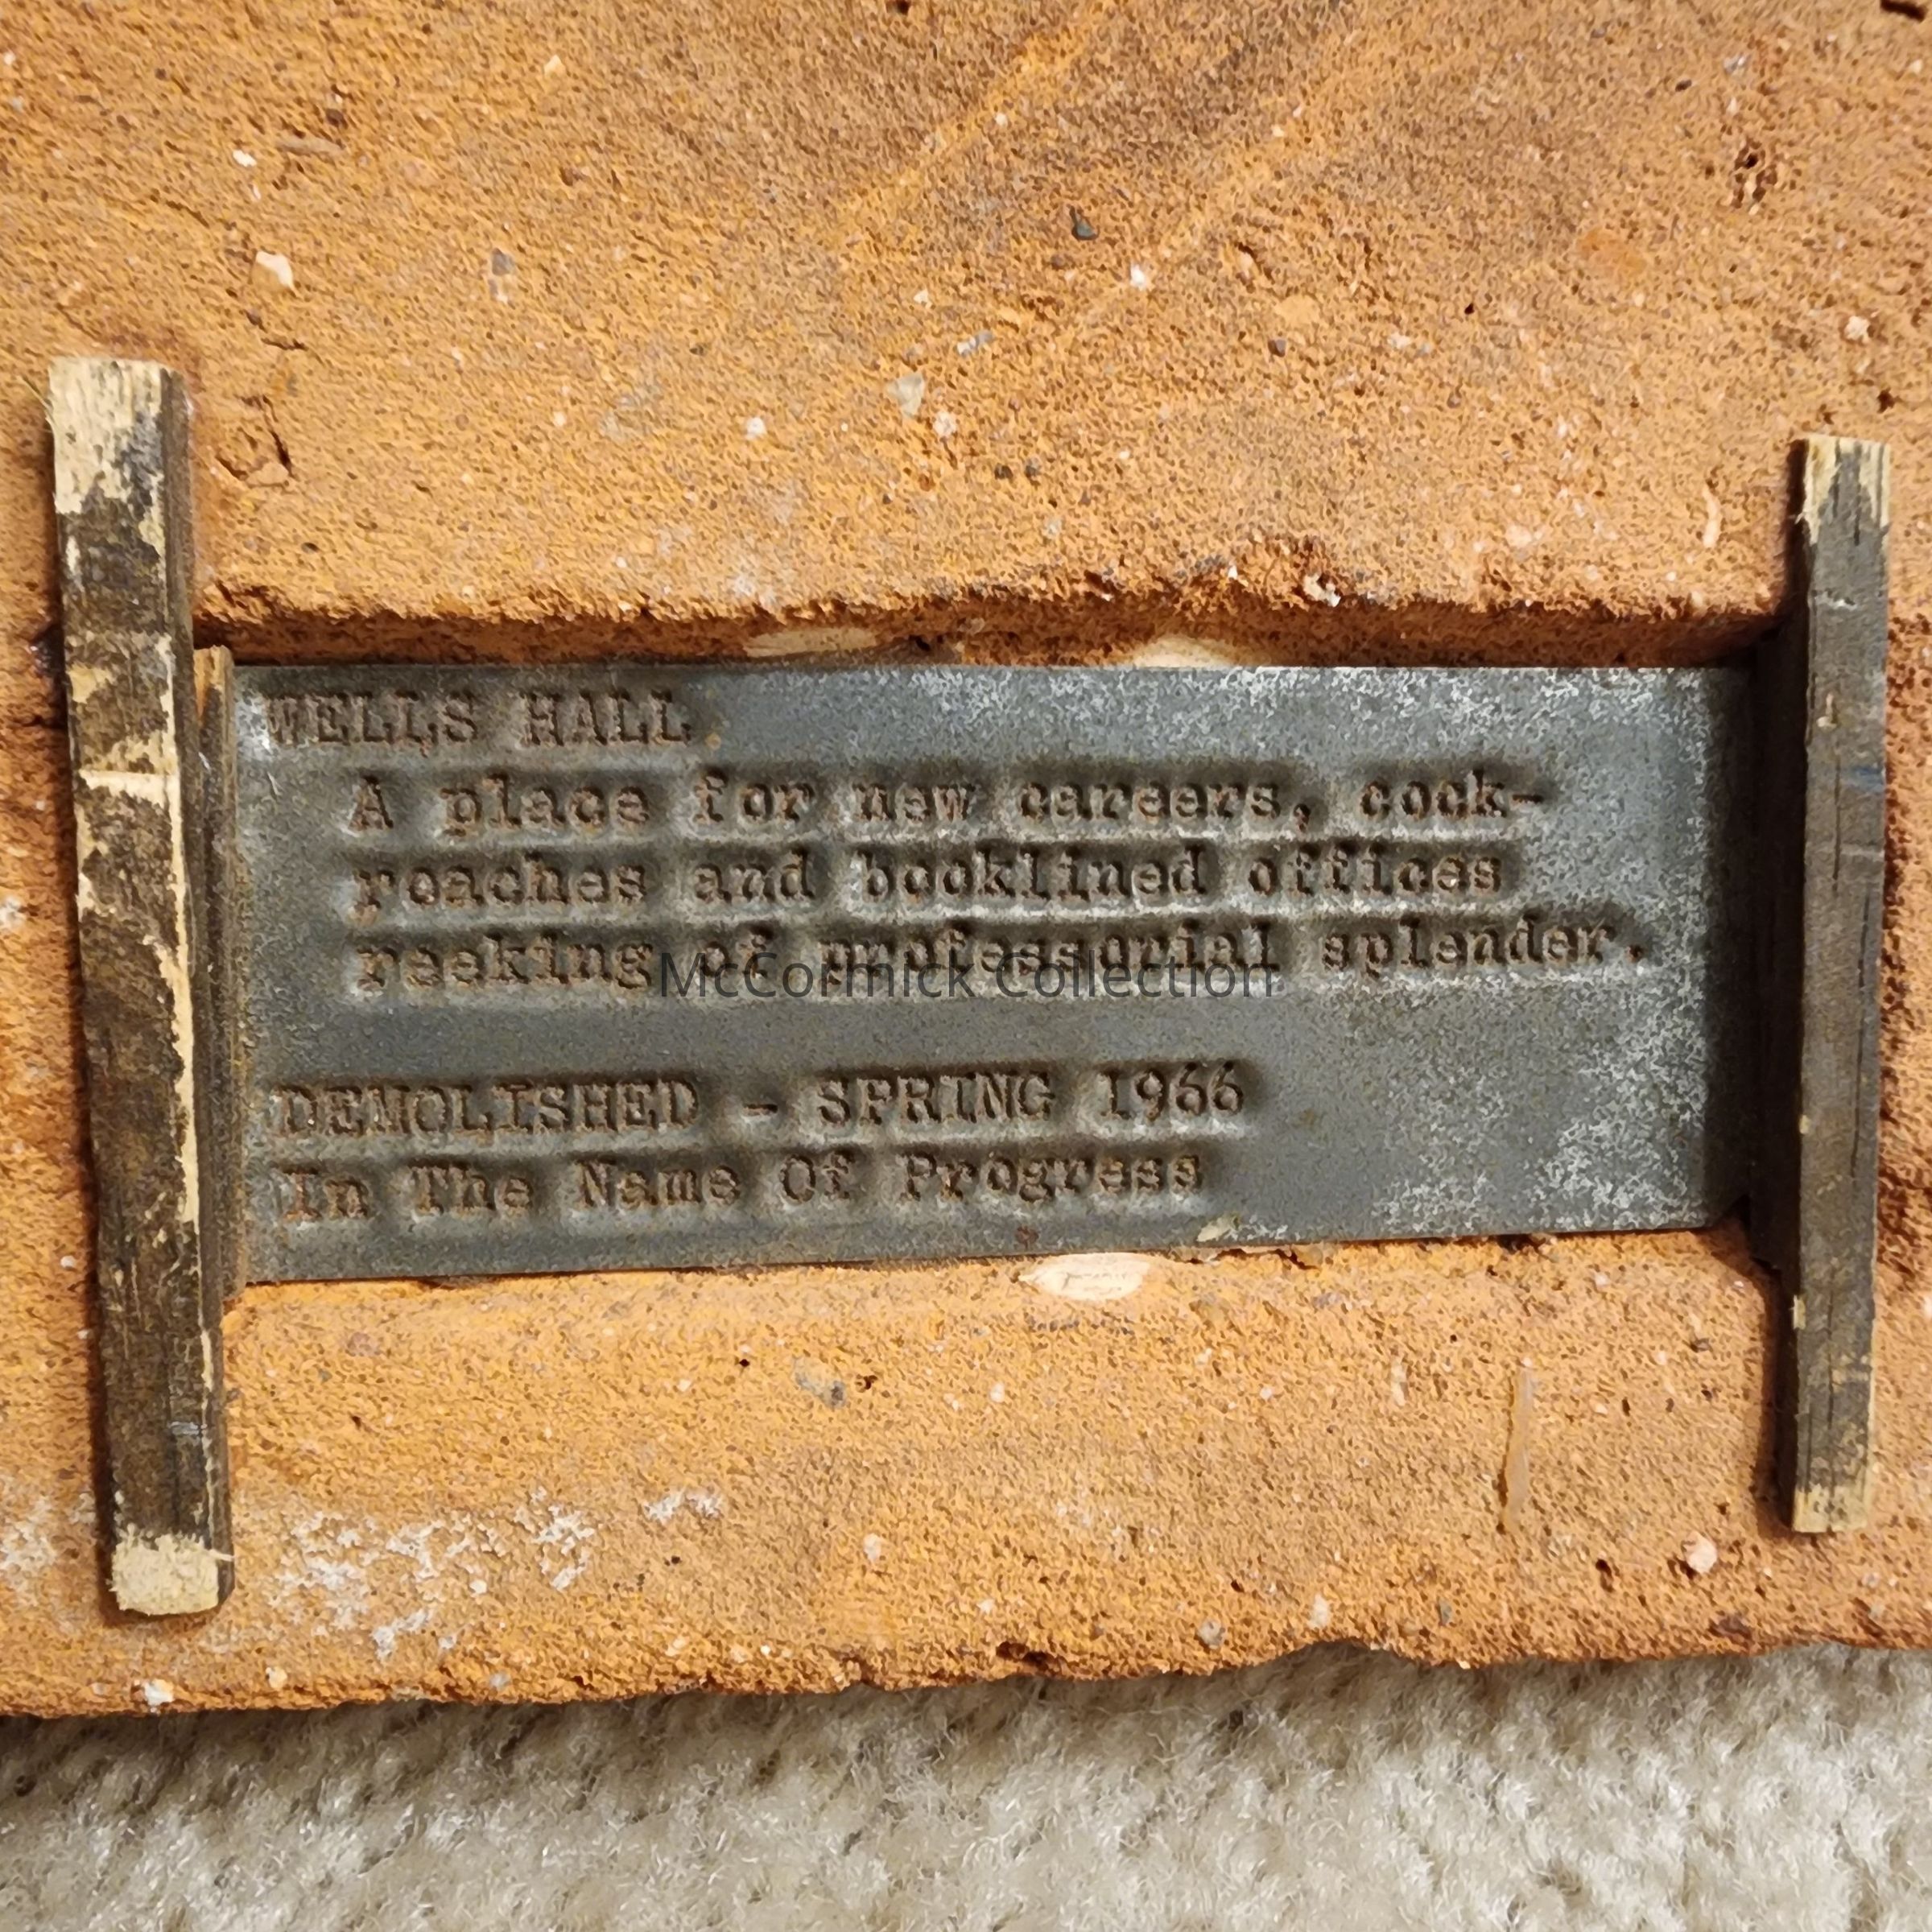 WELLS HALL
A place for new careers, cock-
roaches and booklined offices
reeking of professorial splender.
McCormick Collection
DEMOLISHED - SPRING 1966
In The Name Of Progress